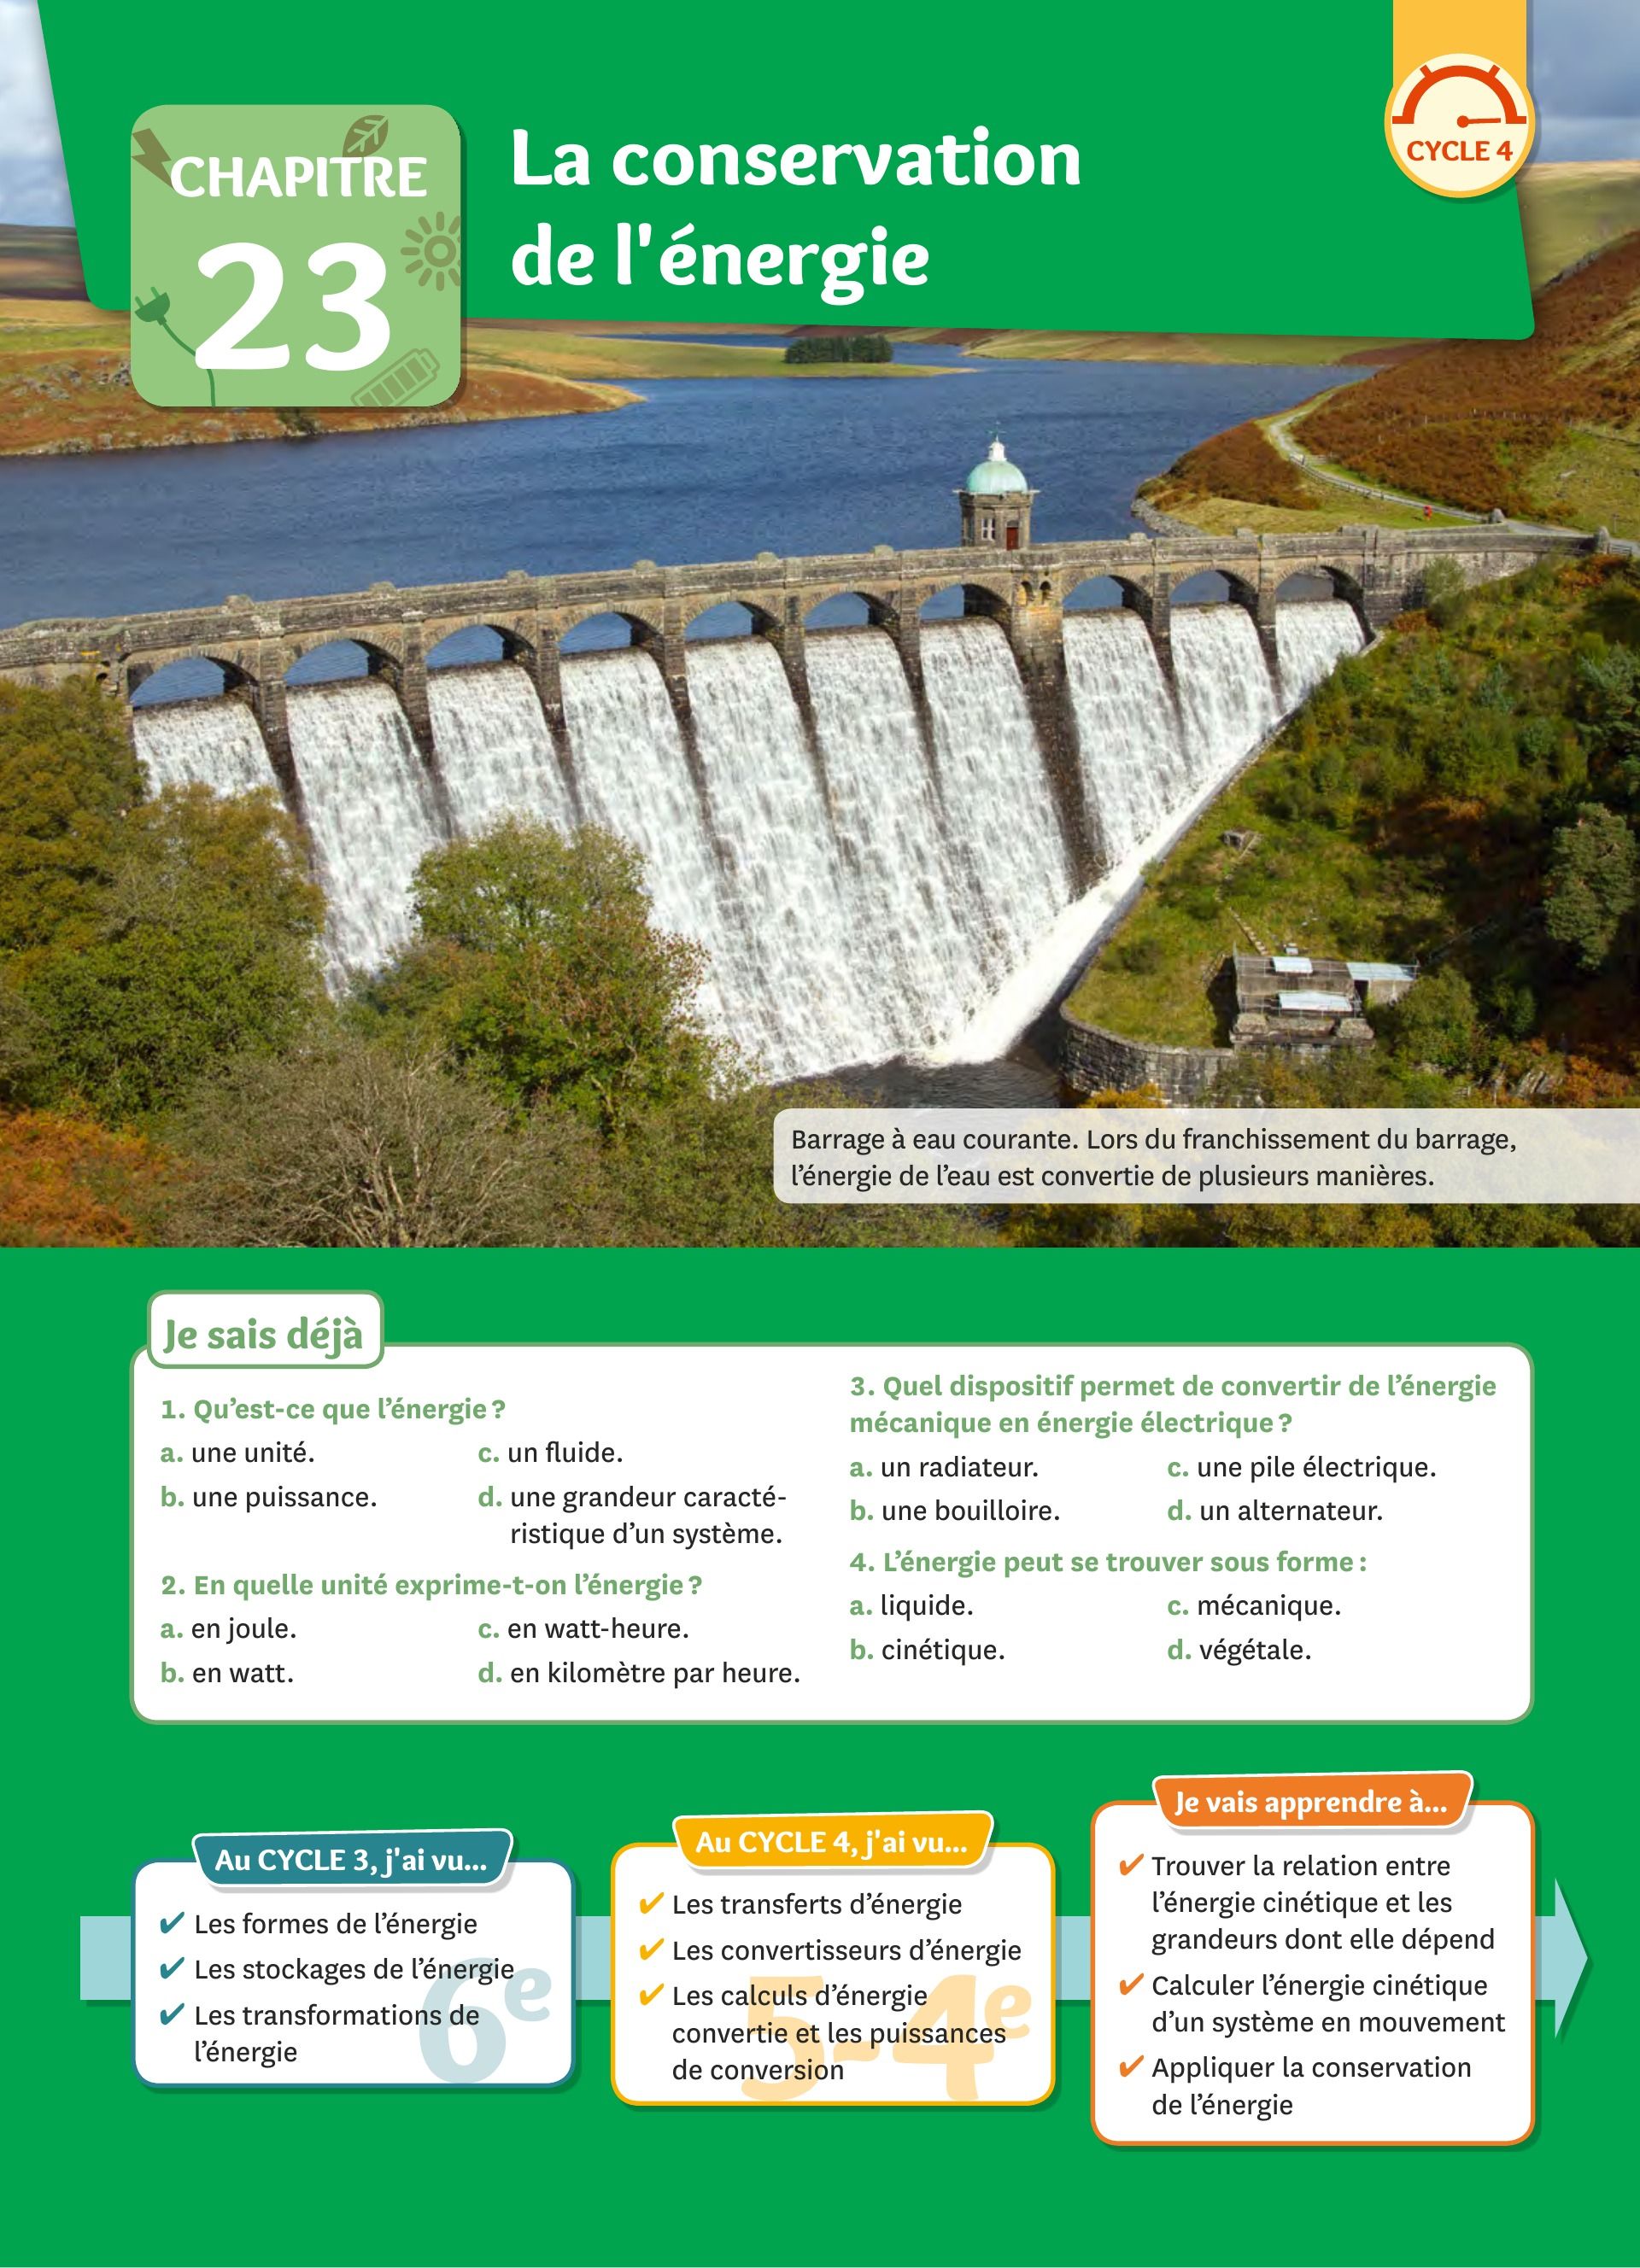 CHAPITRE
23
La conservation
de l'énergie
CYCLE 4
Barrage à eau courante. Lors du franchissement du barrage,
l’énergie de l’eau est convertie de plusieurs manières.
Je sais déjà
1. Qu’est-ce que l’énergie ?
a. une unité.
b. une puissance.
c. un fluide.
d. une grandeur caracté-
ristique d’un système.
2. En quelle unité exprime-t-on l’énergie ?
a. en joule.
b. en watt.
c. en watt-heure.
d. en kilomètre par heure.
3. Quel dispositif permet de convertir de l’énergie
mécanique en énergie électrique ?
a. un radiateur.
b. une bouilloire.
c. une pile électrique.
d. un alternateur.
4. L’énergie peut se trouver sous forme :
a. liquide.
b. cinétique.
c. mécanique.
d. végétale.
Au CYCLE 3, j'ai vu...
✔ Les formes de l’énergie
✔ Les stockages de l’énergie
✔ Les transformations de
l’énergie
6e
Au CYCLE 4, j'ai vu...
✔ Les transferts d’énergie
✔ Les convertisseurs d’énergie
✔ Les calculs d’énergie
convertie et les puissances
de conversion
5-4e
Je vais apprendre à...
✔ Trouver la relation entre
l’énergie cinétique et les
grandeurs dont elle dépend
✔ Calculer l’énergie cinétique
d’un système en mouvement
✔ Appliquer la conservation
de l’énergie